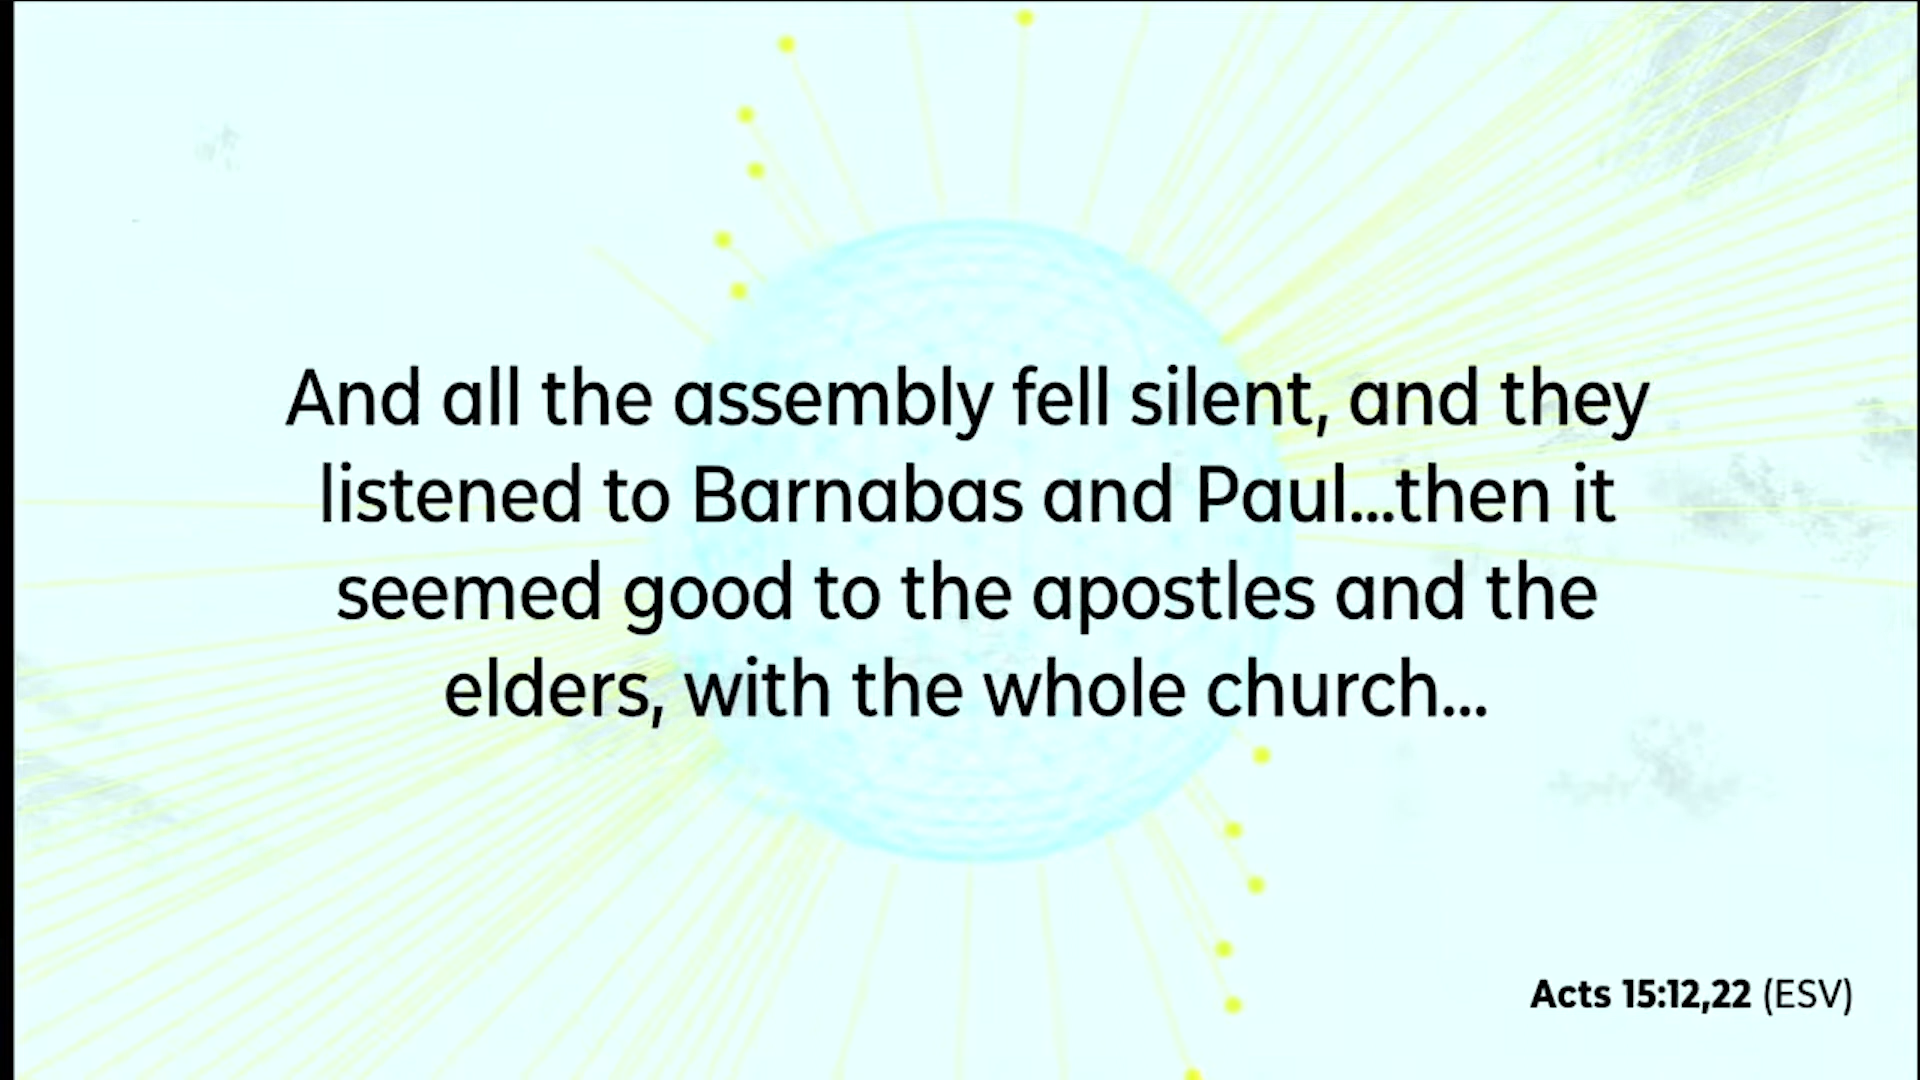 And all the assembly fell silent, and they
listened to Barnabas and Paul...then it
seemed good to the apostles and the
elders, with the whole church...
Acts 15:12,22 (ESV)